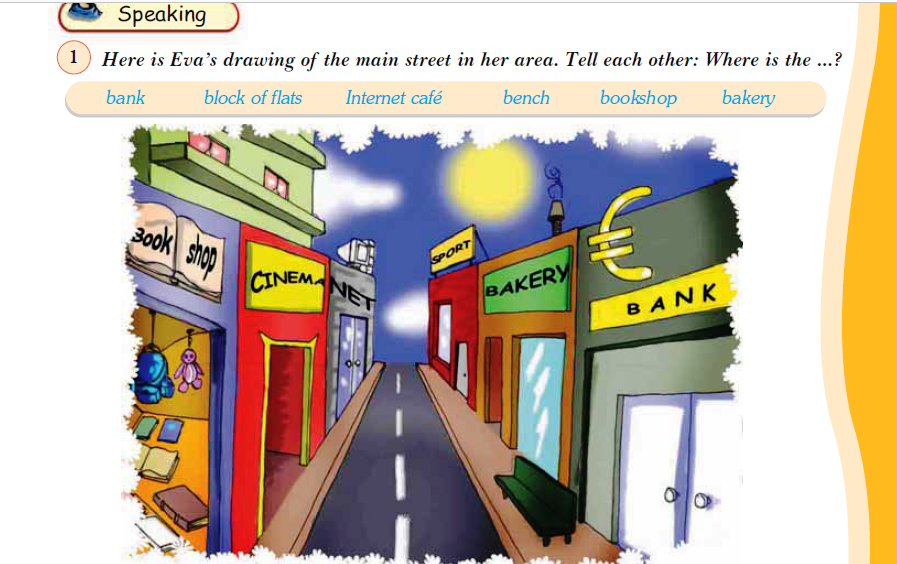 Speaking
1 Here is Eva's drawing of the main street in her area. Tell each other: Where is the ...?
bank block of flats Internet café bench bookshop bakery
BOOK shop
CINEMA
NET
SPORT
BAKERY
€
BANK